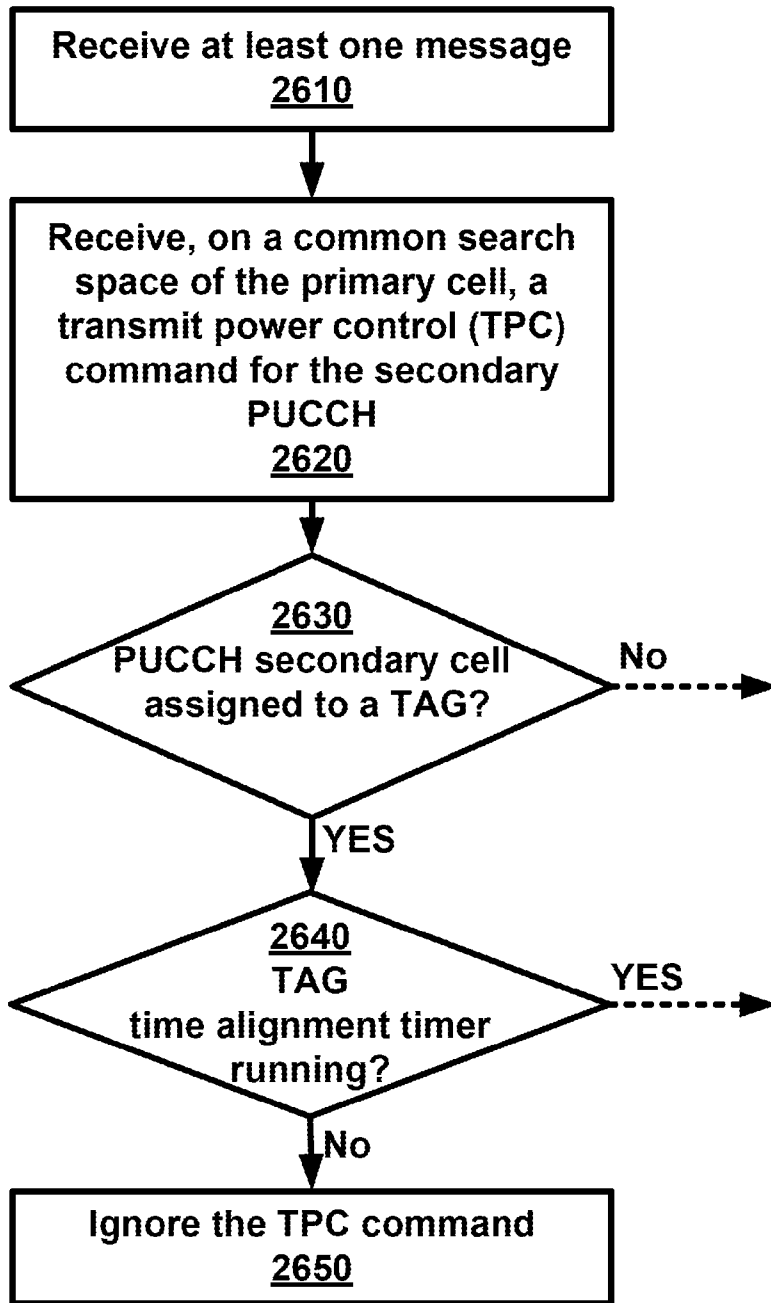 Receive at least one message
2610
Receive, on a common search
space of the primary cell, a
transmit power control (TPC)
command for the secondary
PUCCH
2620
2630
PUCCH secondary cell
assigned to a TAG?
No
YES
2640
TAG
time alignment timer
running?
YES
No
Ignore the TPC command
2650